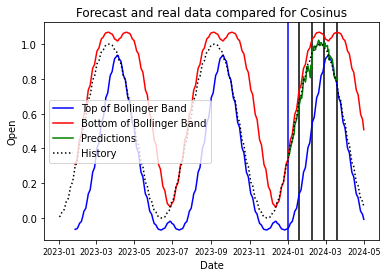 Forecast and real data compared for Cosinus
Open
1.0
0.8
0.6
0.4
0.2
0.0
Top of Bollinger Band
Bottom of Bollinger Band
Predictions
History
2023-01 2023-03 2023-05 2023-07 2023-09 2023-11 2024-01 2024-03 2024-05
Date